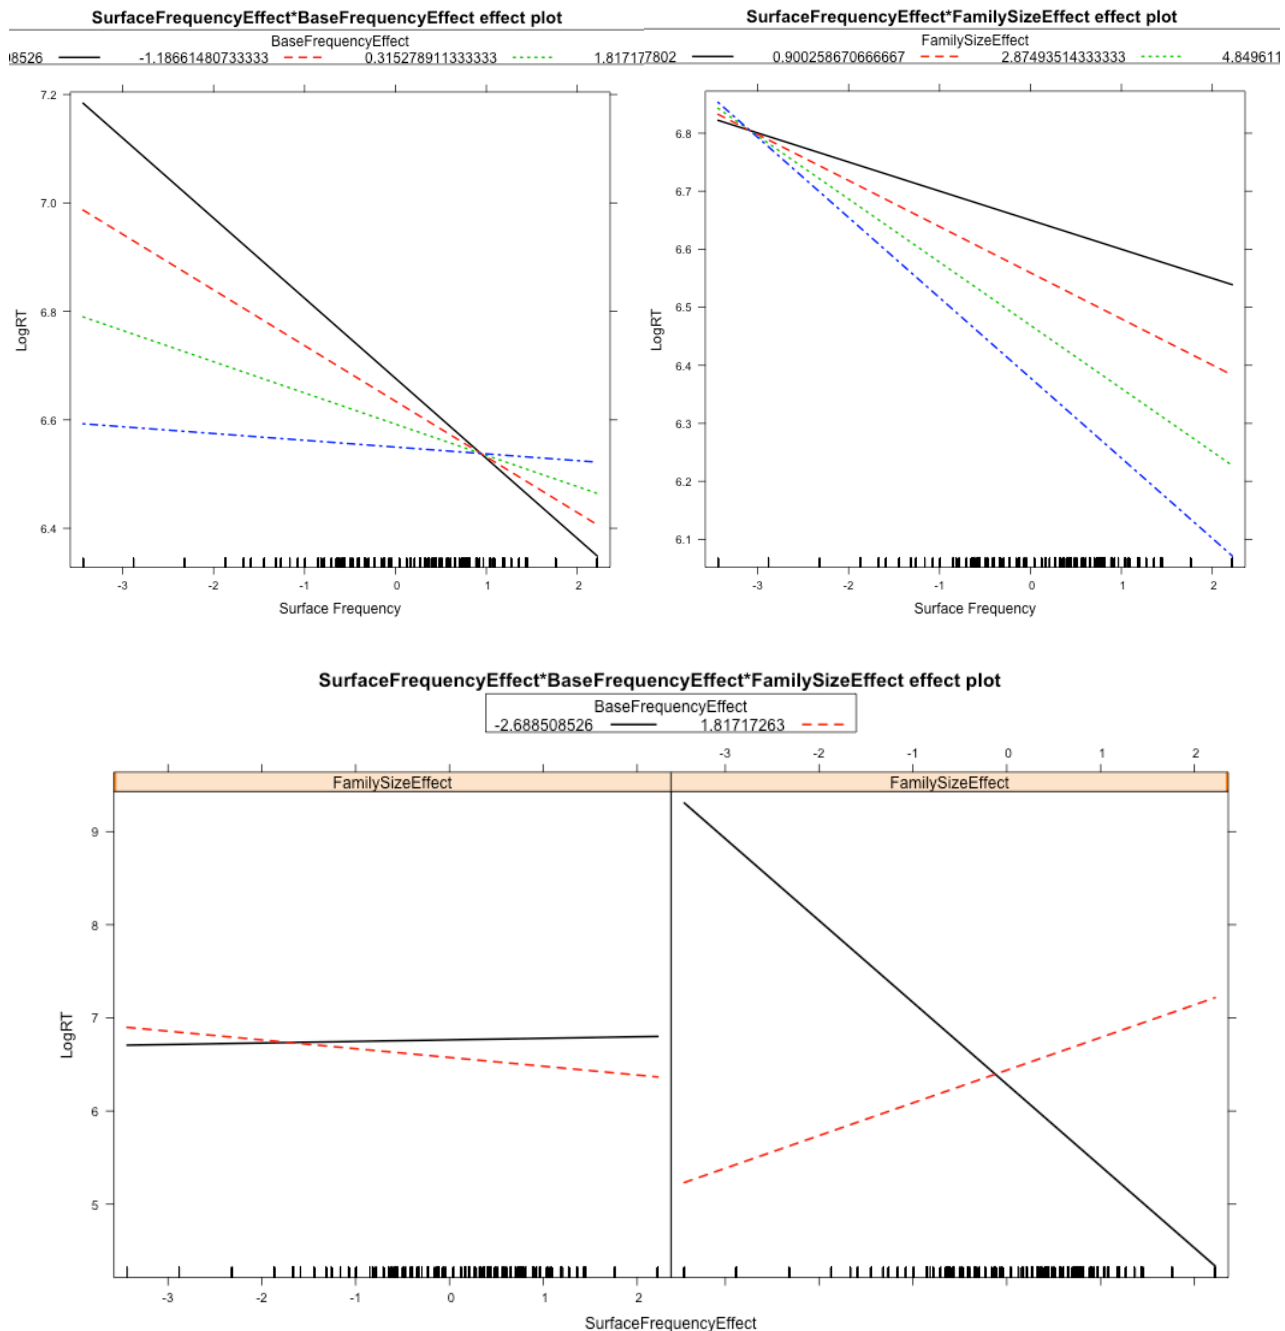 SurfaceFrequencyEffect*BaseFrequencyEffect effect plot
BaseFrequencyEffect
8526 -1.18661480733333 0.315278911333333 1.817177802
7.2
7.0
6.8
6.6
6.4
LogRT
-3 -2 -1 0 1 2
Surface Frequency
SurfaceFrequencyEffect*FamilySizeEffect effect plot
FamilySizeEffect
0.900258670666667 2.87493514333333 4.849611
6.8
6.7
6.6
6.5
6.4
6.3
6.2
6.1
LogRT
-3 -2 -1 0 1 2
Surface Frequency
SurfaceFrequencyEffect*BaseFrequencyEffect*FamilySizeEffect effect plot
BaseFrequencyEffect
-2.688508526 1.81717263
-3 -2 -1 0 1 2
FamilySizeEffect FamilySizeEffect
9
8
7
6
5
LogRT
-3 -2 -1 0 1 2
SurfaceFrequencyEffect